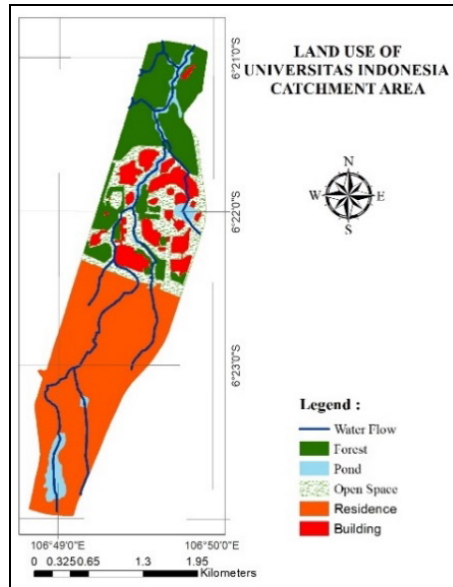 LAND USE OF
UNIVERSITAS INDONESIA
CATCHMENT AREA
6°21'0"S
N
W E
S
6°22'0"S
6°23'0"S
Legend :
Water Flow
Forest
Pond
Open Space
Residence
Building
106°49'0"E 106°50'0"E
0 0.325 0.65 1.3 1.95
Kilometers